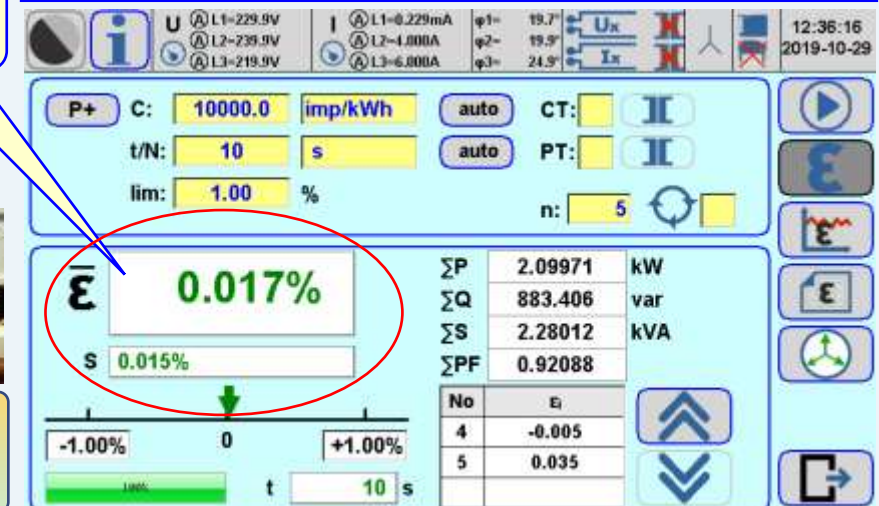 U A L1=229.9V I A L1=0.229mA φ1= 19.7° Ux 12:36:16
A L2=239.9V A L2=4.000A φ2= 19.9° 2019-10-29
A L3=219.9V A L3=6.000A φ3= 24.9° Ix
P+ C: 10000.0 imp/kWh auto CT:
t/N: 10 s auto PT:
lim: 1.00 % n: 5
ε
ε
ε 0.017% ∑P 2.09971 kW
∑Q 883.406 var
ε
∑S 2.28012 kVA
S 0.015% ∑PF 0.92088
No εi
4 -0.005
-1.00% 0 +1.00%
5 0.035
100% t 10 s